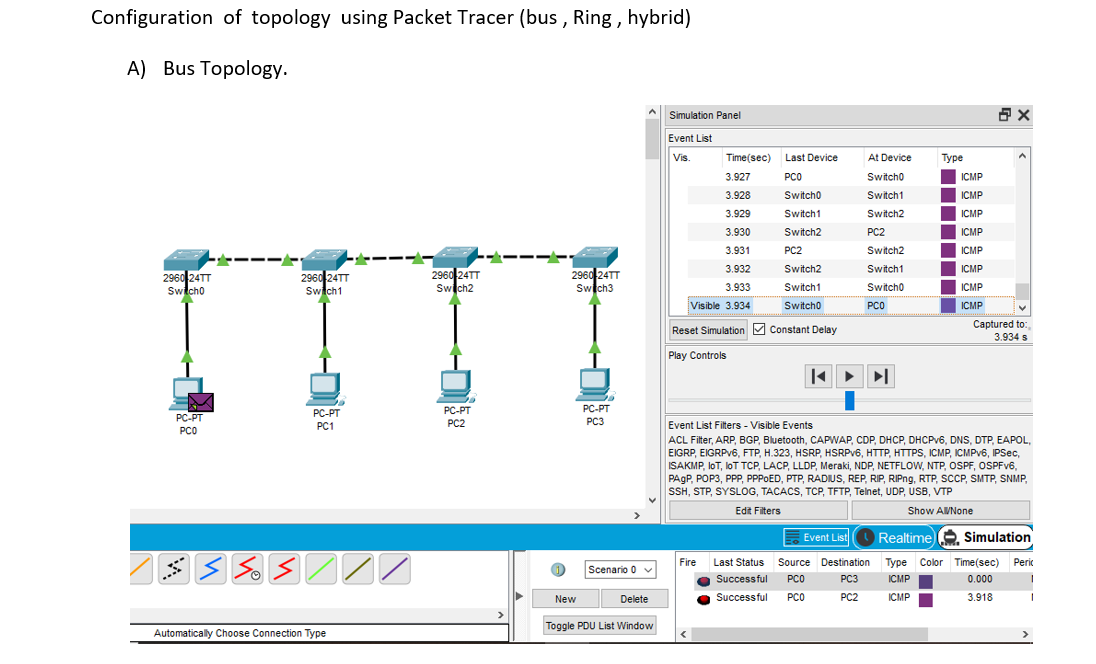 Configuration of topology using Packet Tracer (bus , Ring , hybrid)
A) Bus Topology.
2960-24TT
Switch0
2960-24TT
Switch1
2960-24TT
Switch2
2960-24TT
Switch3
PC-PT
PC0
PC-PT
PC1
PC-PT
PC2
PC-PT
PC3
Simulation Panel
Event List
Vis. Time(sec) Last Device At Device Type
3.927 PC0 Switch0 ICMP
3.928 Switch0 Switch1 ICMP
3.929 Switch1 Switch2 ICMP
3.930 Switch2 PC2 ICMP
3.931 PC2 Switch2 ICMP
3.932 Switch2 Switch1 ICMP
3.933 Switch1 Switch0 ICMP
Visible 3.934 Switch0 PC0 ICMP
Reset Simulation Constant Delay Captured to:
3.934 s
Play Controls
Event List Filters - Visible Events
ACL Filter, ARP, BGP, Bluetooth, CAPWAP, CDP, DHCP, DHCPv6, DNS, DTP, EAPOL,
EIGRP, EIGRPv6, FTP, H.323, HSRP, HSRPv6, HTTP, HTTPS, ICMP, ICMPv6, IPSec,
ISAKMP, IoT, IoT TCP, LACP, LLDP, Meraki, NDP, NETFLOW, NTP, OSPF, OSPFv6,
PAgP, POP3, PPP, PPPoED, PTP, RADIUS, REP, RIP, RIPng, RTP, SCCP, SMTP, SNMP,
SSH, STP, SYSLOG, TACACS, TCP, TFTP, Telnet, UDP, USB, VTP
Edit Filters Show All/None
Event List Realtime Simulation
Scenario 0
New Delete
Toggle PDU List Window
Automatically Choose Connection Type
Fire Last Status Source Destination Type Color Time(sec) Peric
Successful PC0 PC3 ICMP 0.000
Successful PC0 PC2 ICMP 3.918